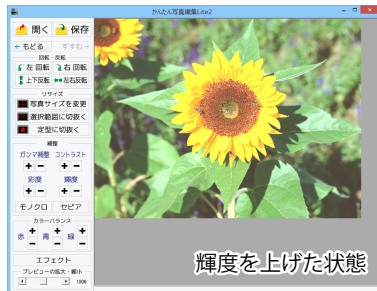 かんたん写真編集Lite2
開く 保存
もどる すすむ
回転・反転
左 回転 右 回転
上下反転 左右反転
リサイズ
写真サイズを変更
選択範囲に切抜く
定型に切抜く
補整
ガンマ補整 コントラスト
+ - + -
彩度 輝度
+ - + -
モノクロ セピア
カラーバランス
赤 + - 青 + - 緑 + -
エフェクト
プレビューの拡大・縮小
100%
輝度を上げた状態